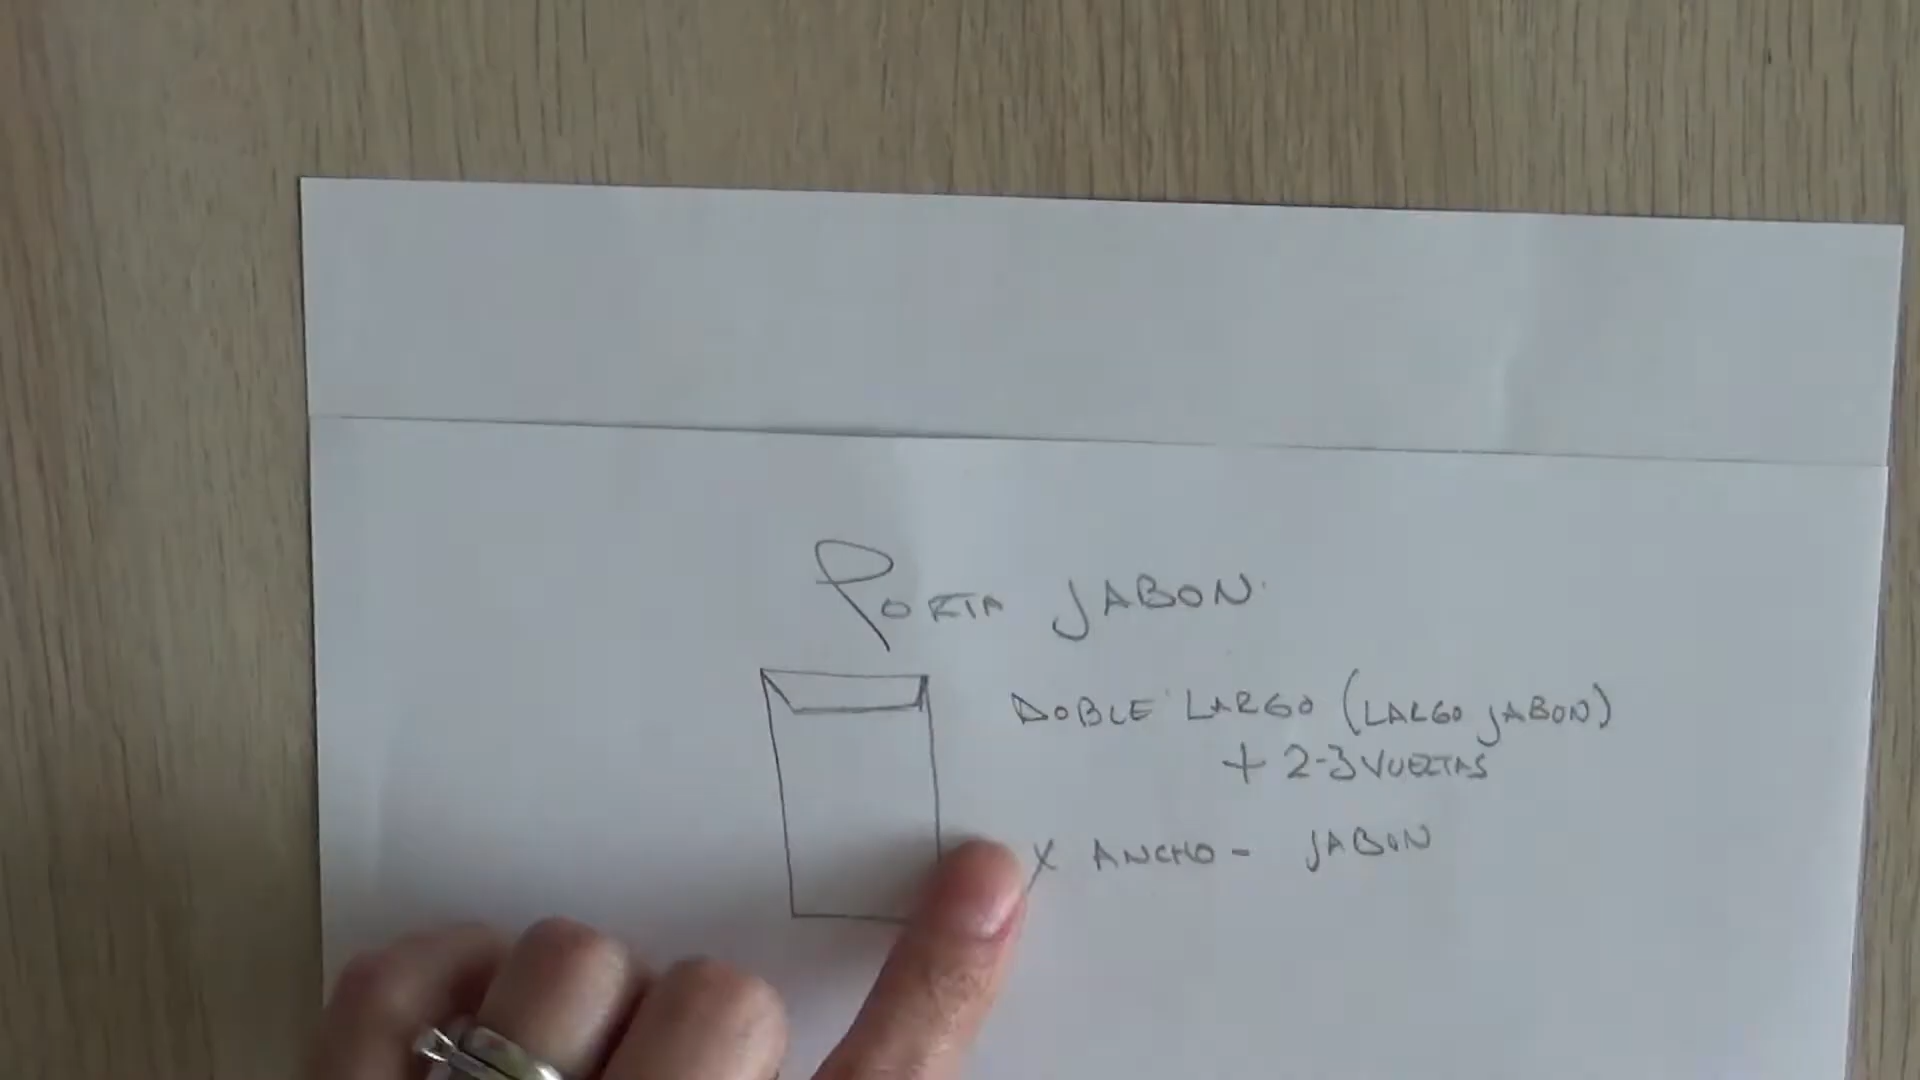 PORTA JABON.
DOBLE LARGO (LARGO JABON)
+ 2-3 VUELTAS
X ANCHO - JABON